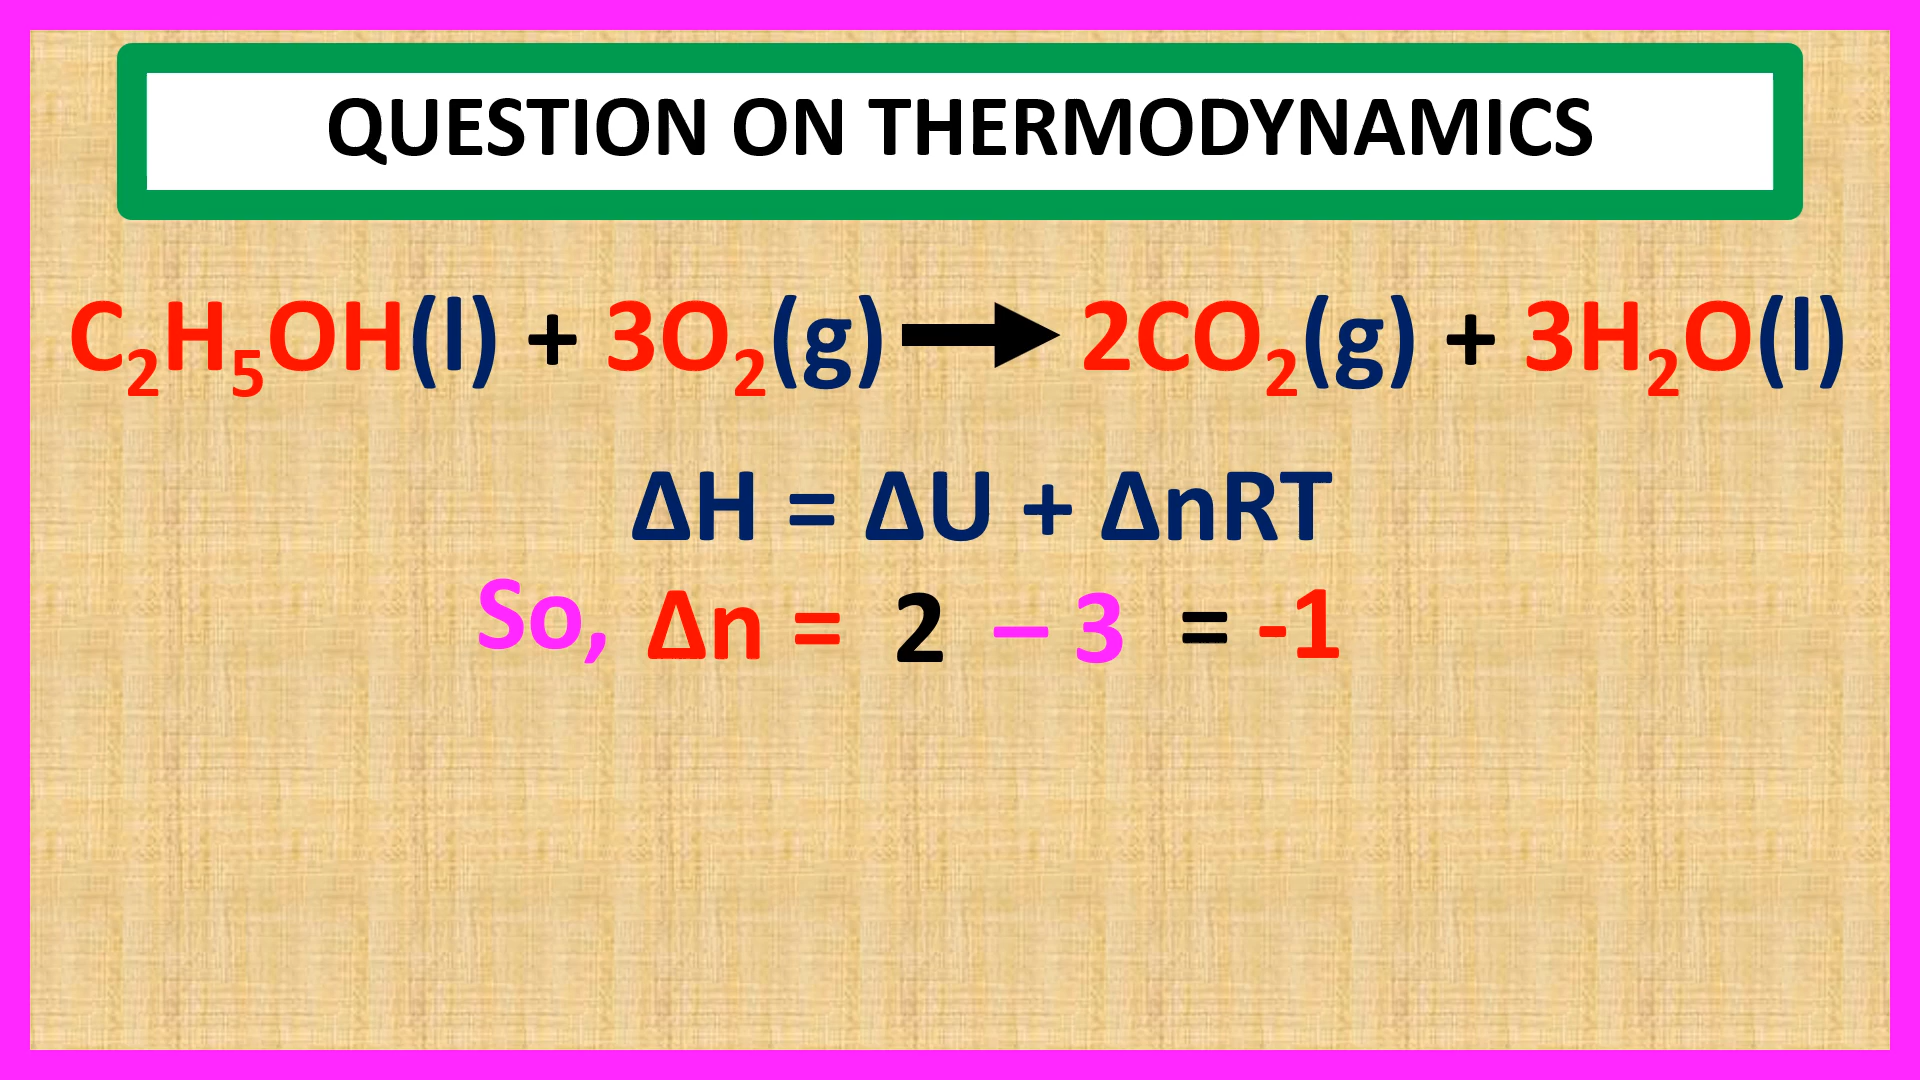 QUESTION ON THERMODYNAMICS
C₂H₅OH(l) + 3O₂(g) ➡ 2CO₂(g) + 3H₂O(l)
ΔH = ΔU + ΔnRT
So, Δn = 2 – 3 = -1